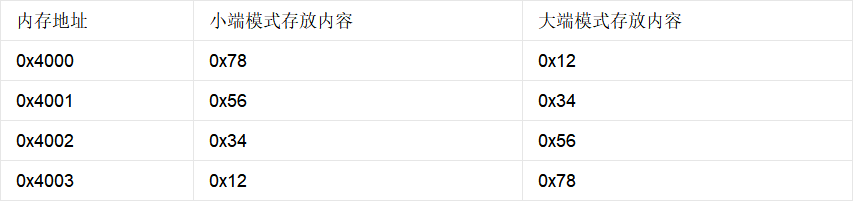 内存地址 小端模式存放内容 大端模式存放内容
0x4000 0x78 0x12
0x4001 0x56 0x34
0x4002 0x34 0x56
0x4003 0x12 0x78